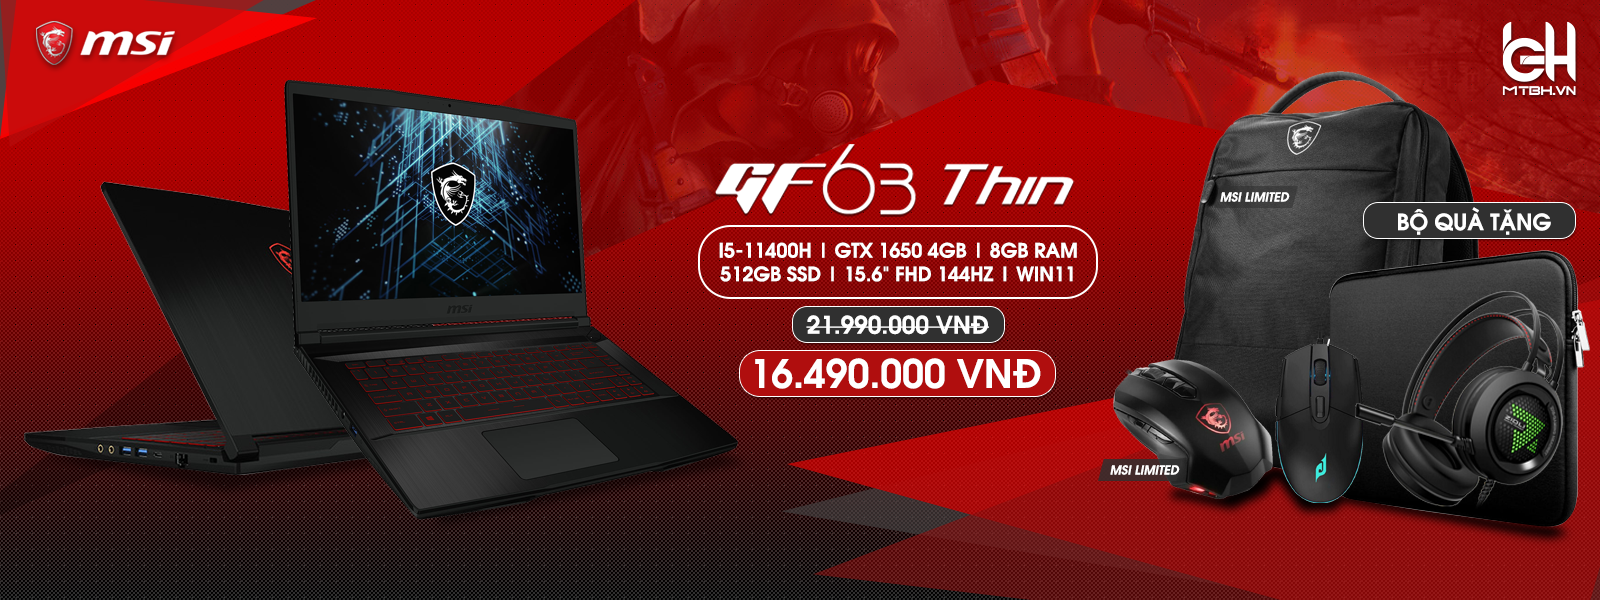 msi
MTBH.VN
GF63 Thin
I5-11400H | GTX 1650 4GB | 8GB RAM
512GB SSD | 15.6" FHD 144HZ | WIN11
21.990.000 VNĐ
16.490.000 VNĐ
MSI LIMITED
BỘ QUÀ TẶNG
msi
msi
MSI LIMITED